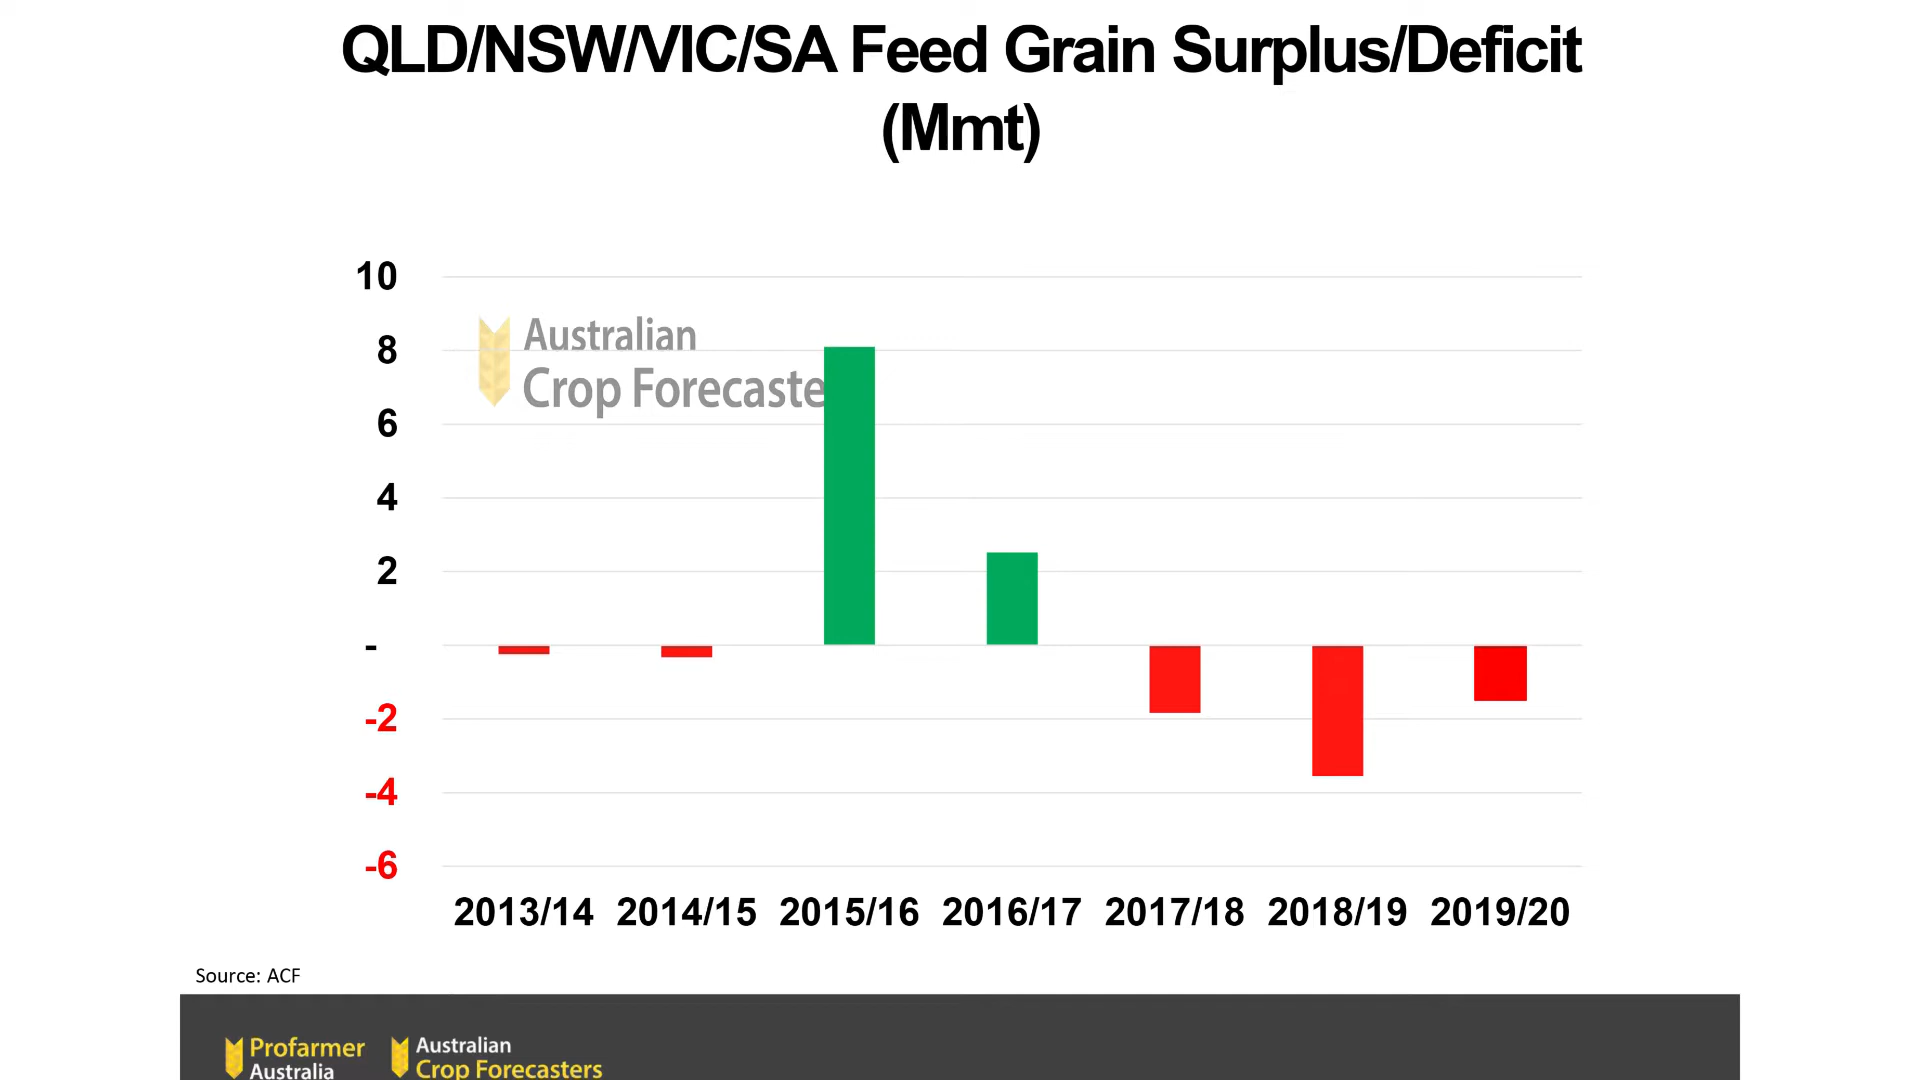 QLD/NSW/VIC/SA Feed Grain Surplus/Deficit
(Mmt)
10
8
6
4
2
-
-2
-4
-6
Australian
Crop Forecaste
2013/14 2014/15 2015/16 2016/17 2017/18 2018/19 2019/20
Source: ACF
Profarmer
Australia
Australian
Crop Forecasters